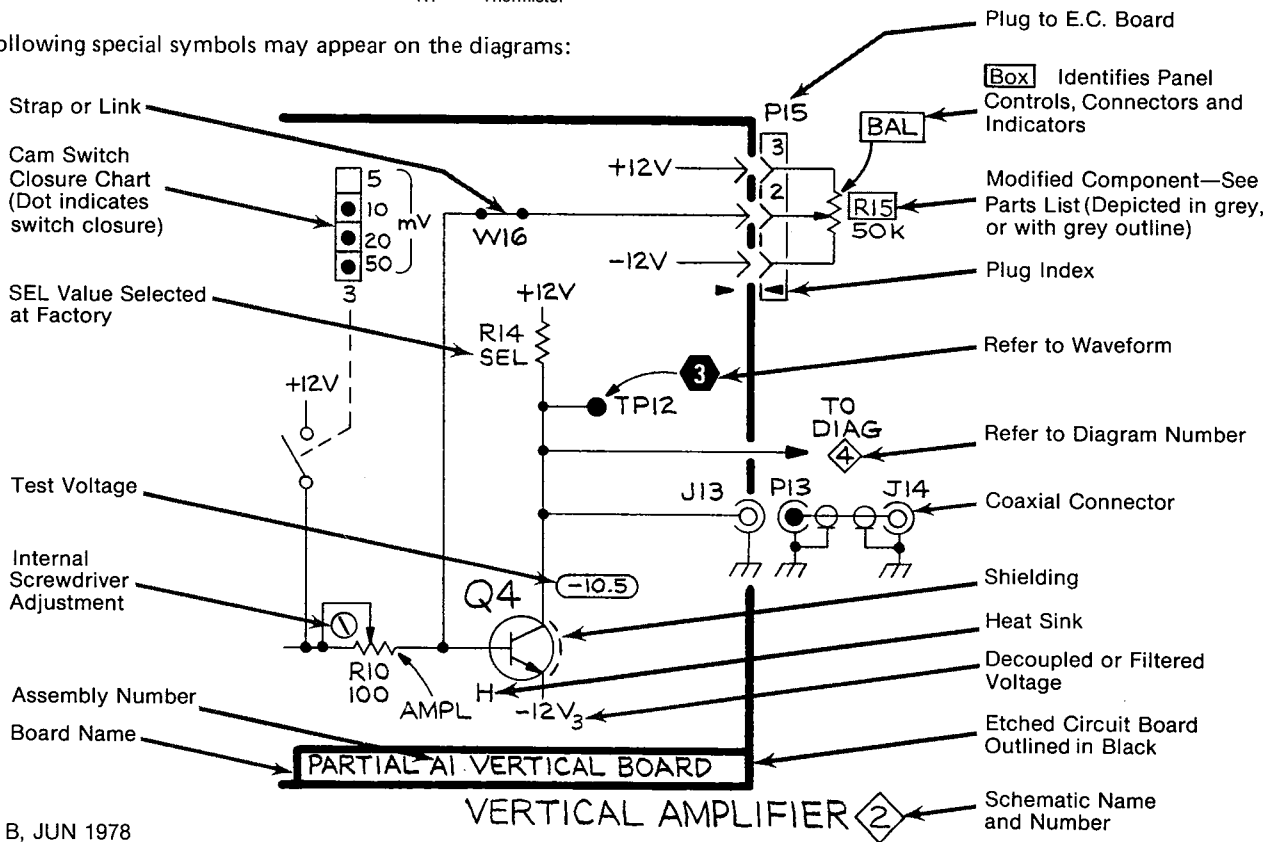 Thermistor
ollowing special symbols may appear on the diagrams:
Plug to E.C. Board
Box Identifies Panel
Controls, Connectors and
Indicators
Strap or Link
Cam Switch
Closure Chart
(Dot indicates
switch closure)
SEL Value Selected
at Factory
Test Voltage
Internal
Screwdriver
Adjustment
Assembly Number
Board Name
5
10
20
50
mV
3
+12V
W16
+12V
R14
SEL
TP12
3
+12V
-12V
P15
3
2
BAL
R15
50K
TO
DIAG
4
J13
P13
J14
-10.5
Q4
R10
100
AMPL
H
-12V3
PARTIAL A1 VERTICAL BOARD
VERTICAL AMPLIFIER 2
Modified Component—See
Parts List (Depicted in grey,
or with grey outline)
Plug Index
Refer to Waveform
Refer to Diagram Number
Coaxial Connector
Shielding
Heat Sink
Decoupled or Filtered
Voltage
Etched Circuit Board
Outlined in Black
Schematic Name
and Number
B, JUN 1978